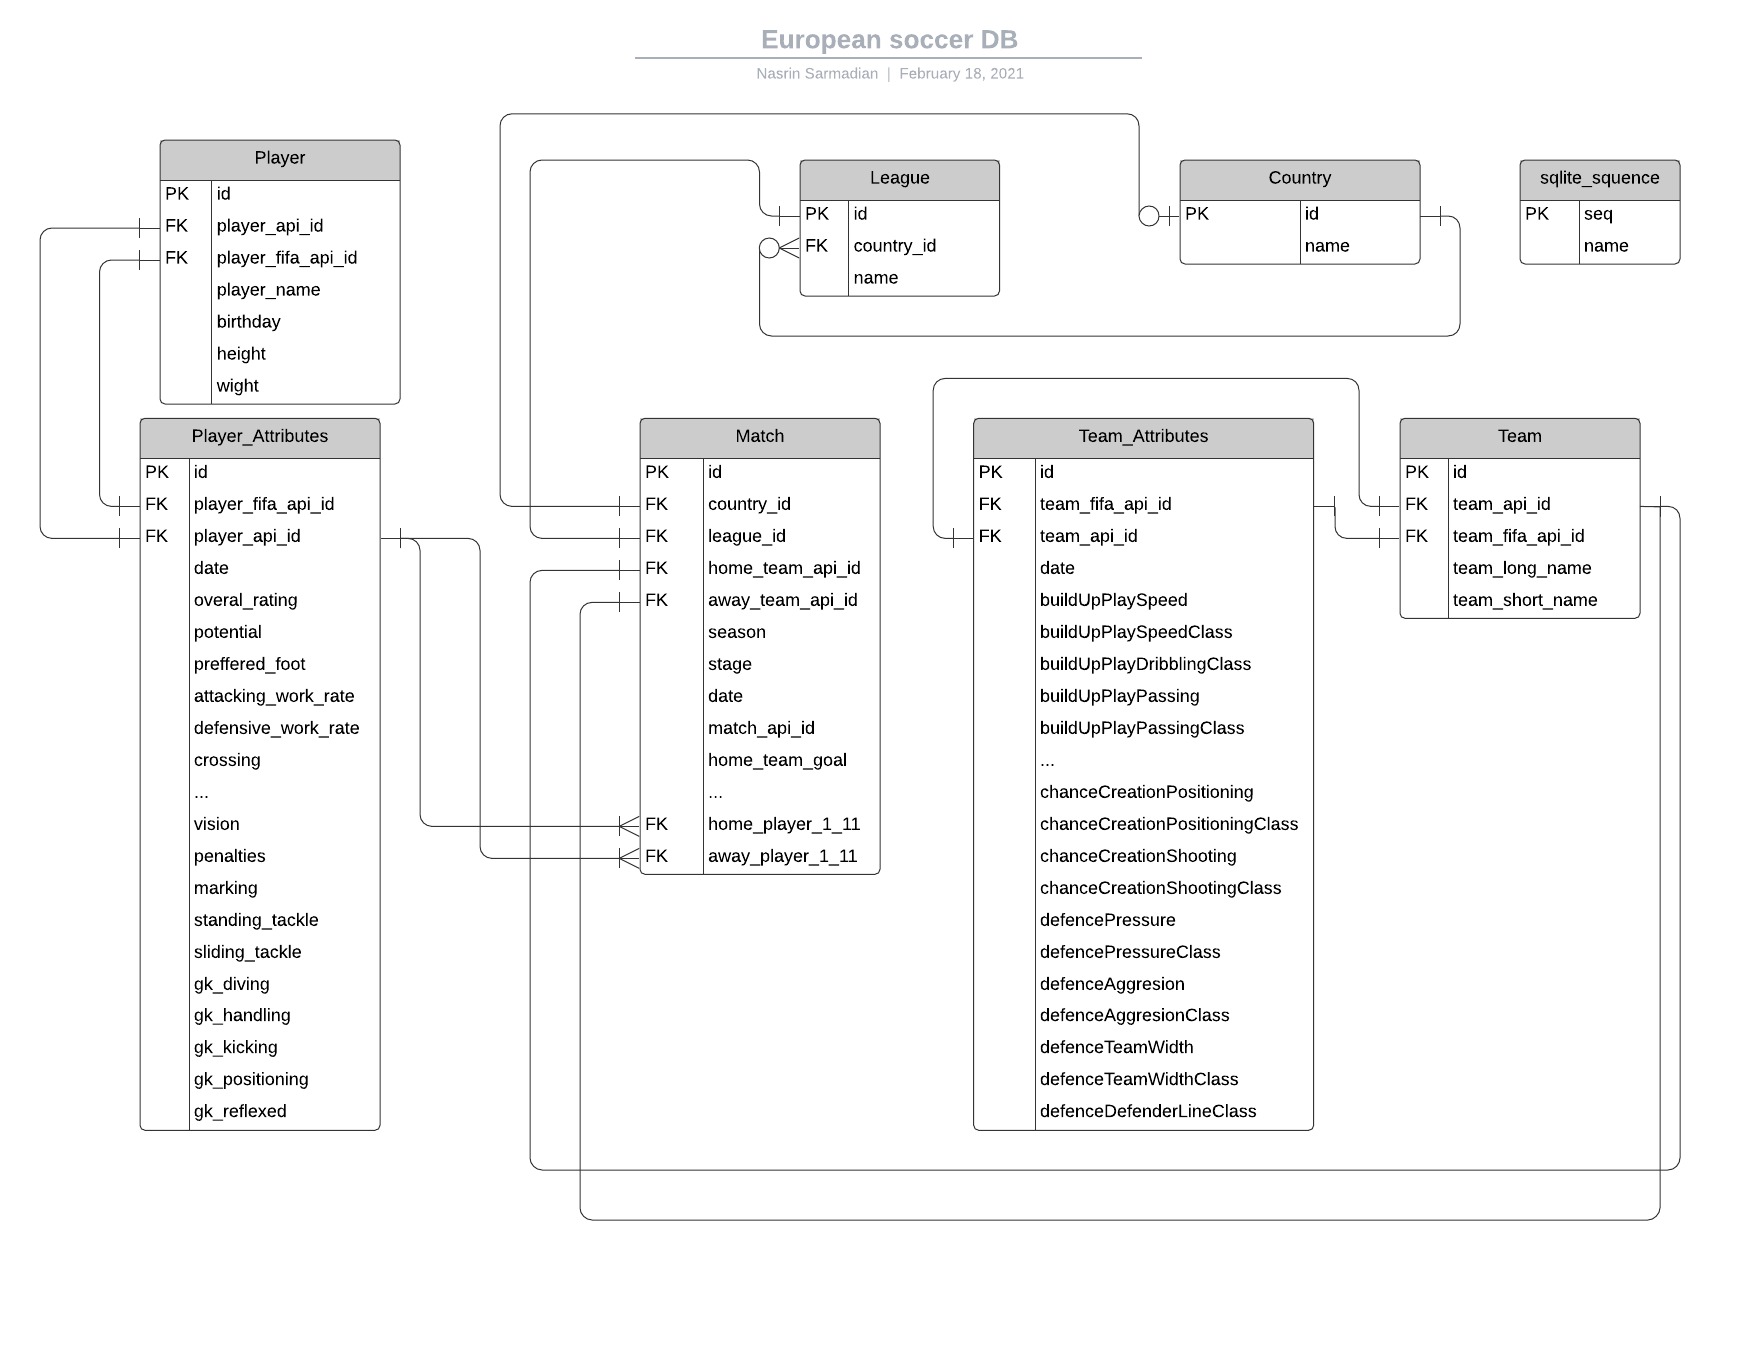 European soccer DB
Nasrin Sarmadian | February 18, 2021
Player
PK id
FK player_api_id
FK player_fifa_api_id
player_name
birthday
height
wight
League
PK id
FK country_id
name
Country
PK id
name
sqlite_squence
PK seq
name
Player_Attributes
PK id
FK player_fifa_api_id
FK player_api_id
date
overal_rating
potential
preffered_foot
attacking_work_rate
defensive_work_rate
crossing
...
vision
penalties
marking
standing_tackle
sliding_tackle
gk_diving
gk_handling
gk_kicking
gk_positioning
gk_reflexed
Match
PK id
FK country_id
FK league_id
FK home_team_api_id
FK away_team_api_id
season
stage
date
match_api_id
home_team_goal
...
FK home_player_1_11
FK away_player_1_11
Team_Attributes
PK id
FK team_fifa_api_id
FK team_api_id
date
buildUpPlaySpeed
buildUpPlaySpeedClass
buildUpPlayDribblingClass
buildUpPlayPassing
buildUpPlayPassingClass
...
chanceCreationPositioning
chanceCreationPositioningClass
chanceCreationShooting
chanceCreationShootingClass
defencePressure
defencePressureClass
defenceAggresion
defenceAggresionClass
defenceTeamWidth
defenceTeamWidthClass
defenceDefenderLineClass
Team
PK id
FK team_api_id
FK team_fifa_api_id
team_long_name
team_short_name